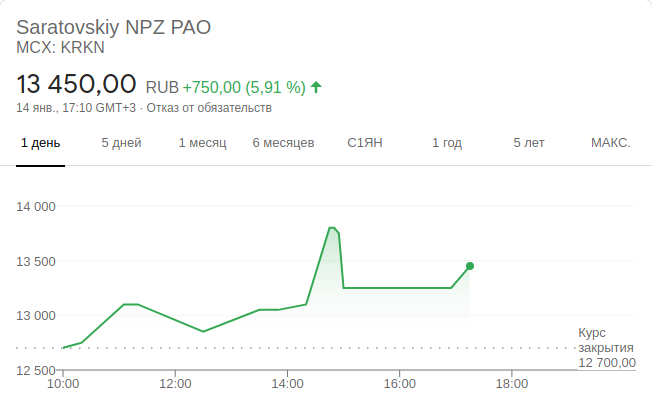 Saratovskiy NPZ PAO
MCX: KRKN
13 450,00 RUB +750,00 (5,91 %)
14 янв., 17:10 GMT+3 · Отказ от обязательств
1 день 5 дней 1 месяц 6 месяцев С1ЯН 1 год 5 лет МАКС.
14 000
13 500
13 000
12 500
Курс
закрытия
12 700,00
10:00 12:00 14:00 16:00 18:00